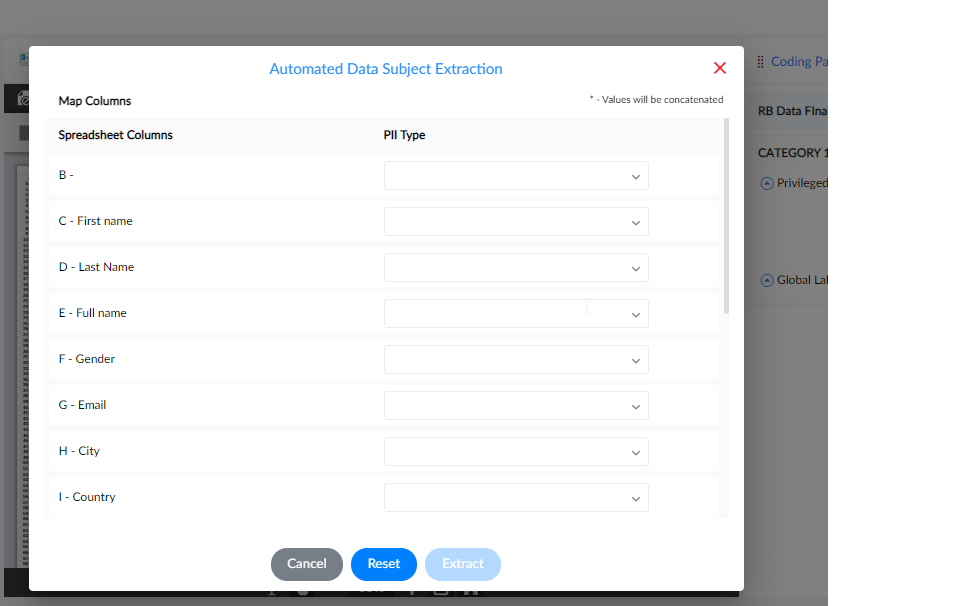 Automated Data Subject Extraction
Coding Pa
Map Columns
* - Values will be concatenated
RB Data FIna
Spreadsheet Columns PII Type
CATEGORY 1
B -
Privileged
C - First name
D - Last Name
Global Lal
E - Full name
F - Gender
G - Email
H - City
I - Country
Cancel Reset Extract